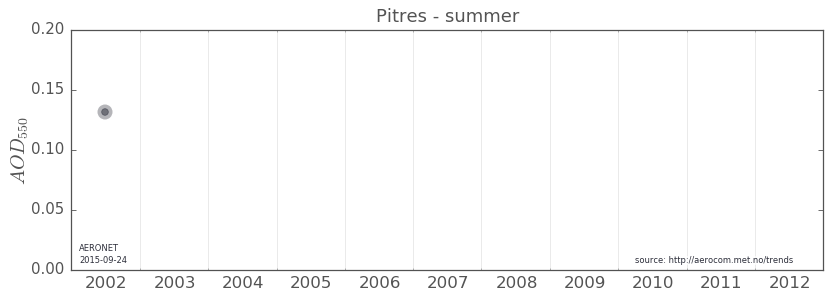 Pitres - summer
0.20
0.15
0.10
0.05
0.00
AOD550
AERONET
2015-09-24
source: http://aerocom.met.no/trends
2002 2003 2004 2005 2006 2007 2008 2009 2010 2011 2012